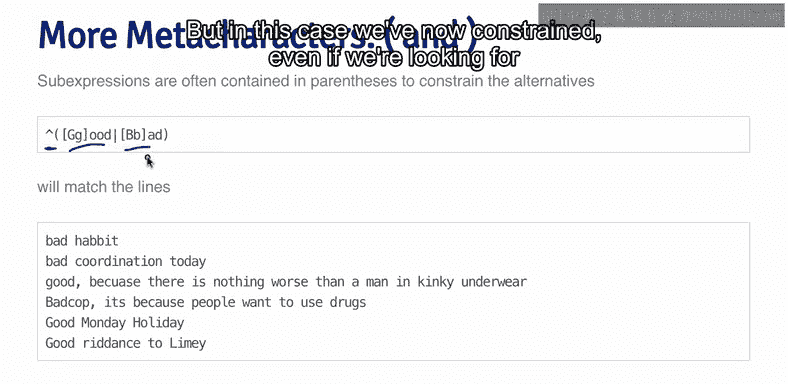 More Metacharacters: ( and )
But in this case we've now constrained,
even if we're looking for
Subexpressions are often contained in parentheses to constrain the alternatives
^([Gg]ood|[Bb]ad)
will match the lines
bad habbit
bad coordination today
good, becuase there is nothing worse than a man in kinky underwear
Badcop, its because people want to use drugs
Good Monday Holiday
Good riddance to Limey